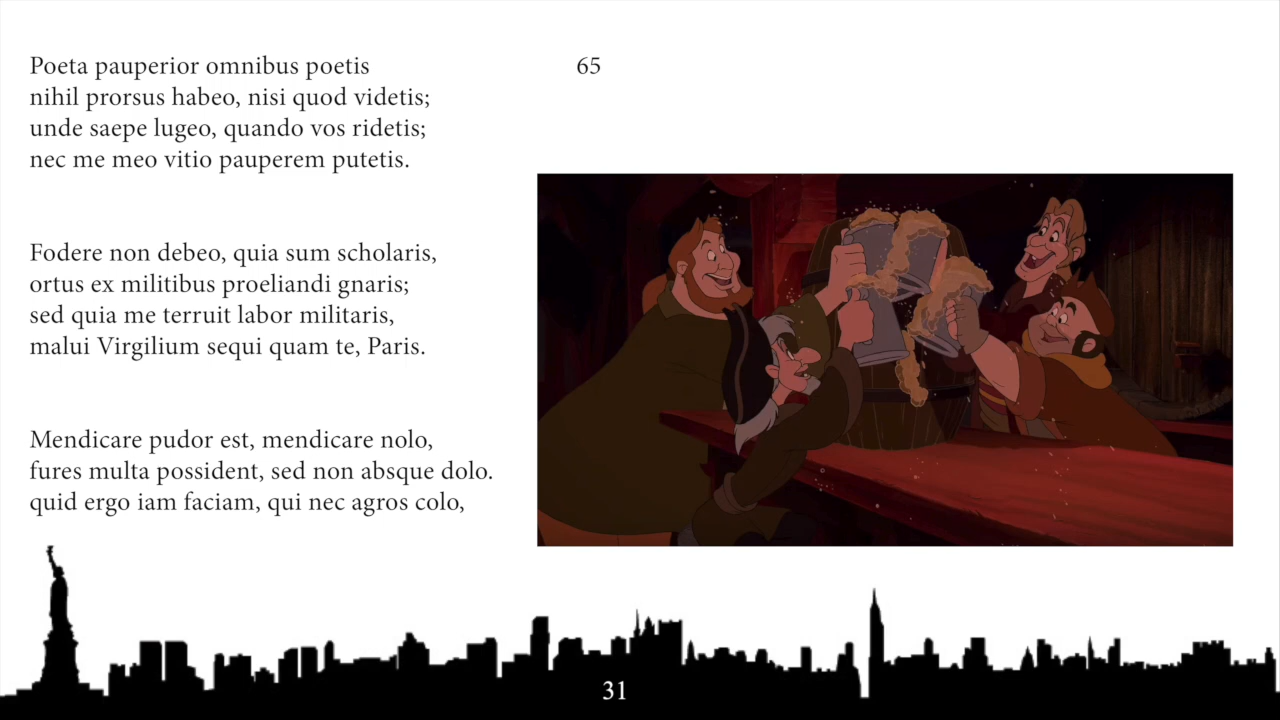 Poeta pauperior omnibus poetis 65
nihil prorsus habeo, nisi quod videtis;
unde saepe lugeo, quando vos ridetis;
nec me meo vitio pauperem putetis.
Fodere non debeo, quia sum scholaris,
ortus ex militibus proeliandi gnaris;
sed quia me terruit labor militaris,
malui Virgilium sequi quam te, Paris.
Mendicare pudor est, mendicare nolo,
fures multa possident, sed non absque dolo.
quid ergo iam faciam, qui nec agros colo,
31